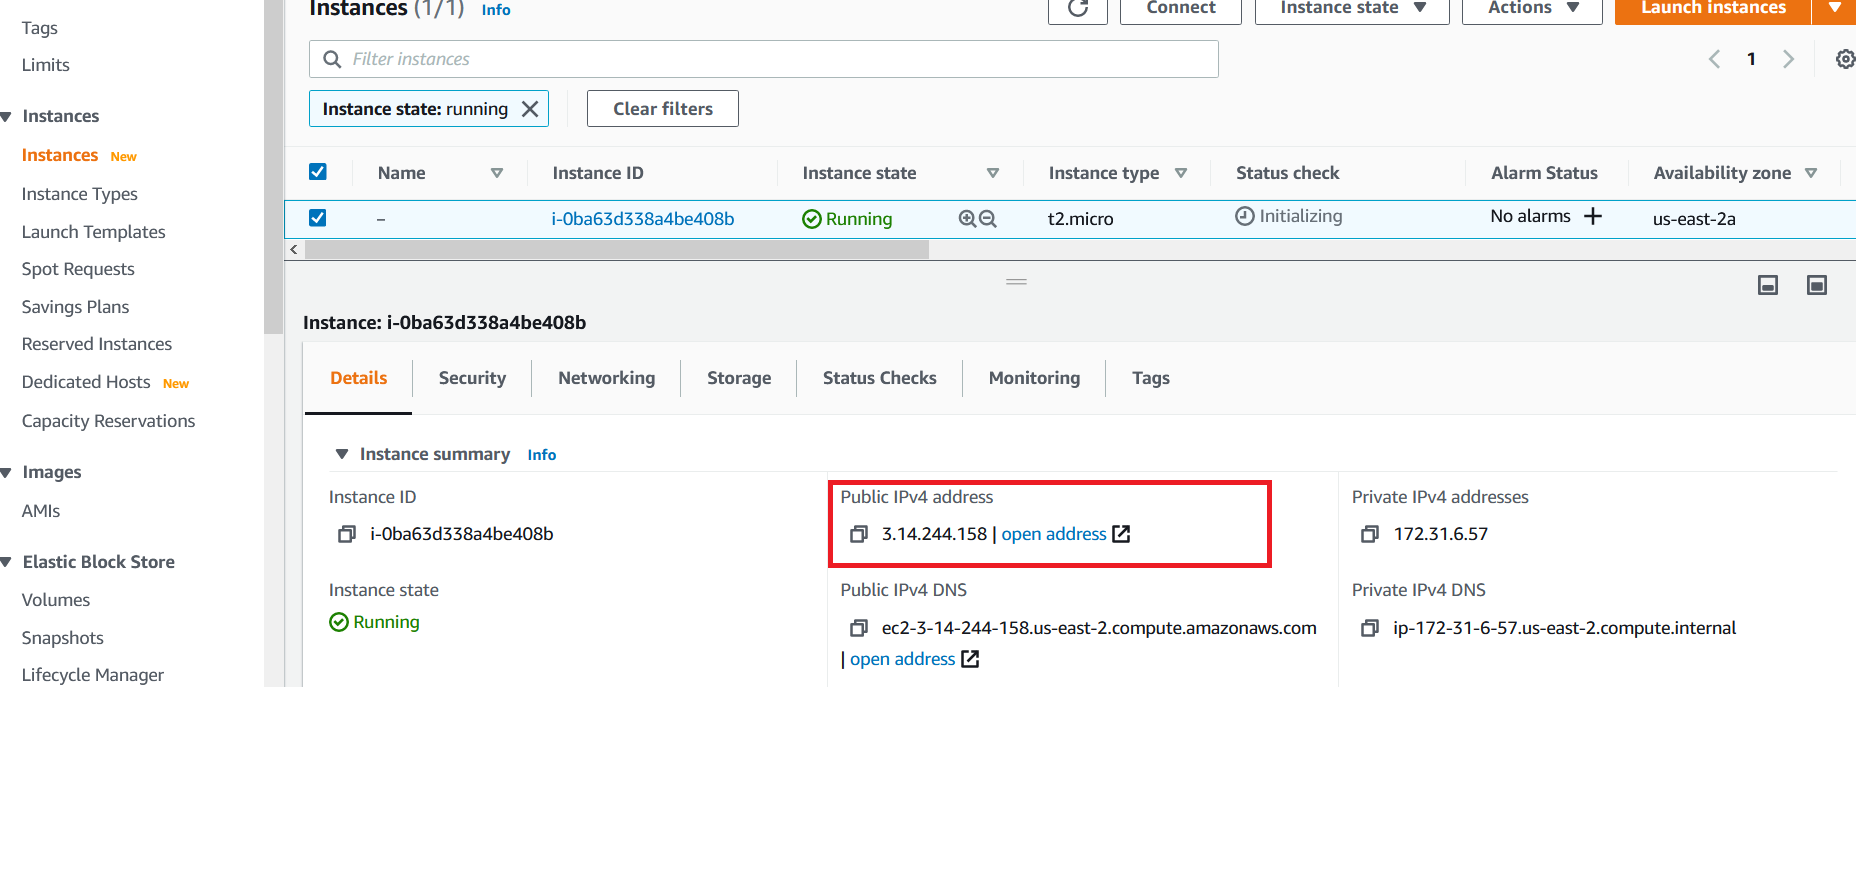 Tags
Limits
Instances
Instances New
Instance Types
Launch Templates
Spot Requests
Savings Plans
Reserved Instances
Dedicated Hosts New
Capacity Reservations
Images
AMIs
Elastic Block Store
Volumes
Snapshots
Lifecycle Manager
Instances (1/1) Info
Connect
Instance state
Actions
Launch instances
Filter instances
1
Instance state: running
Clear filters
Name Instance ID Instance state Instance type Status check Alarm Status Availability zone
– i-0ba63d338a4be408b Running t2.micro Initializing No alarms + us-east-2a
Instance: i-0ba63d338a4be408b
Details Security Networking Storage Status Checks Monitoring Tags
Instance summary Info
Instance ID
i-0ba63d338a4be408b
Public IPv4 address
3.14.244.158 | open address
Private IPv4 addresses
172.31.6.57
Instance state
Running
Public IPv4 DNS
ec2-3-14-244-158.us-east-2.compute.amazonaws.com
| open address
Private IPv4 DNS
ip-172-31-6-57.us-east-2.compute.internal